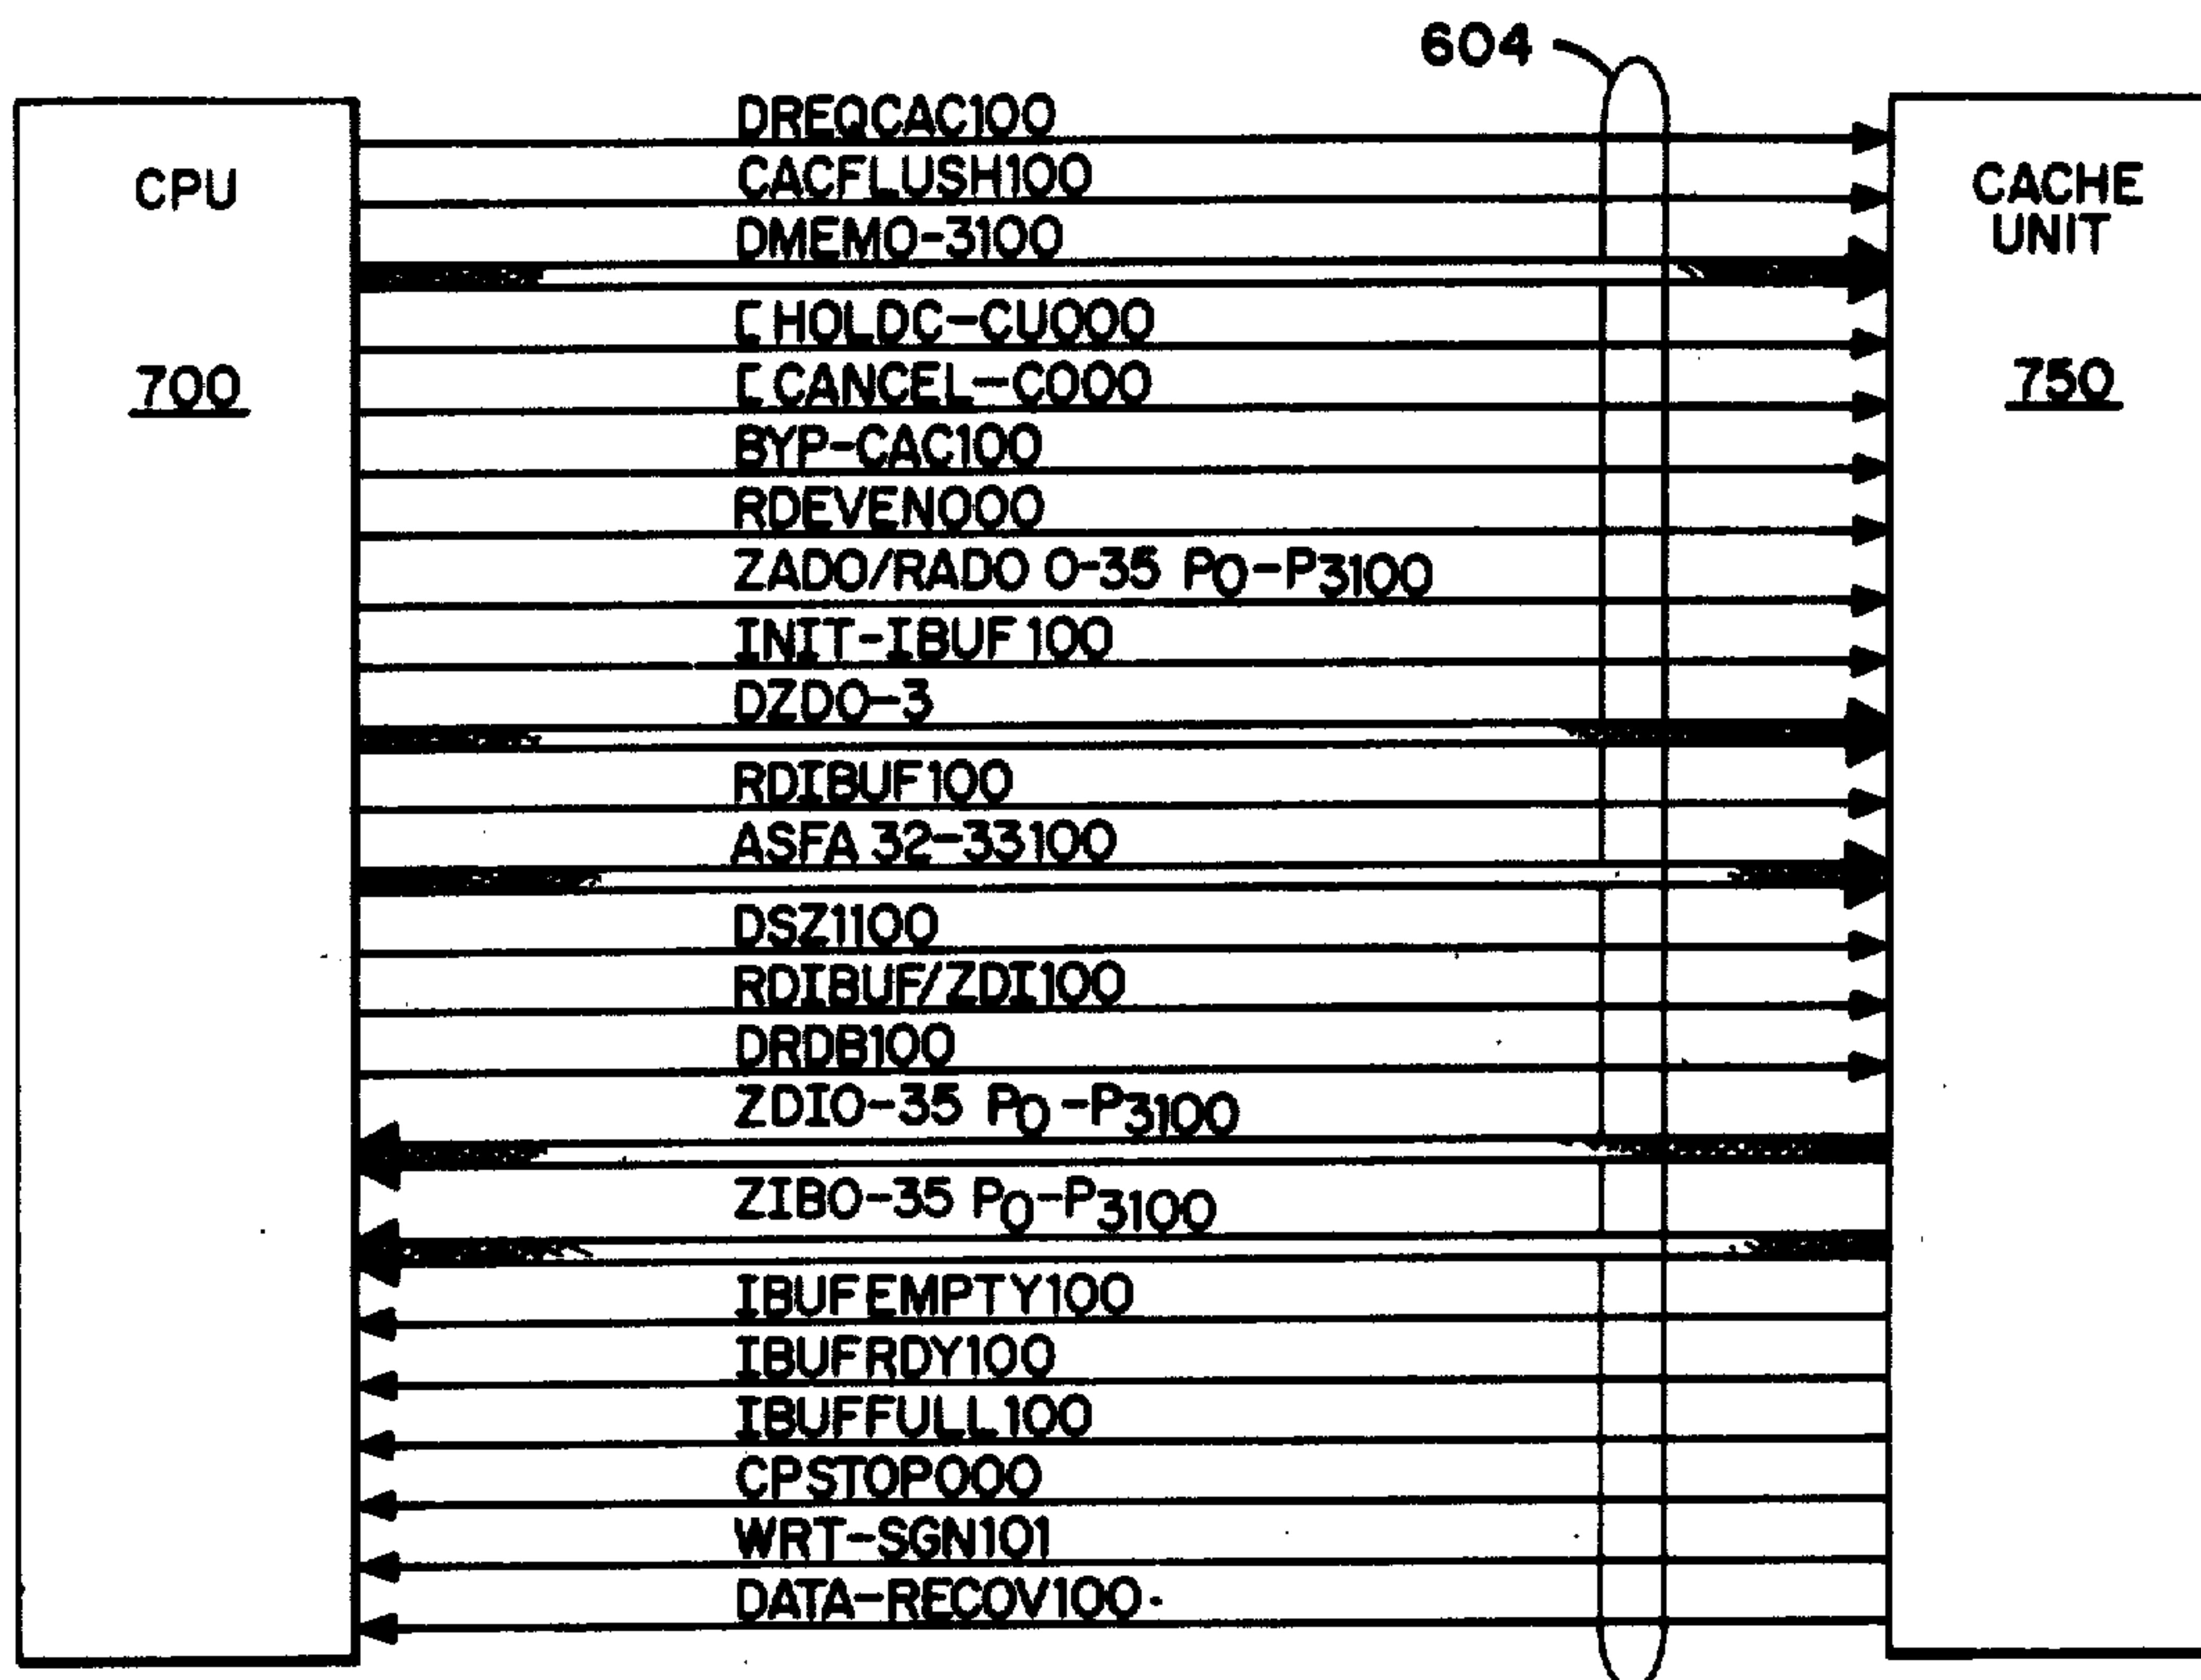 604
CPU
700
DREQCAC100
CACFLUSH100
DMEM0-3100
[HOLDC-CU000
[CANCEL-C000
BYP-CAC100
RDEVEN000
ZADO/RADO 0-35 P0-P3100
INIT-IBUF100
DZD0-3
RDIBUF100
ASFA 32-33100
DSZ1100
RDIBUF/ZDI100
DRDB100
ZDI0-35 P0-P3100
ZIB0-35 P0-P3100
IBUFEMPTY100
IBUFRDY100
IBUFFULL100
CPSTOP000
WRT-SGN101
DATA-RECOV100
CACHE
UNIT
750